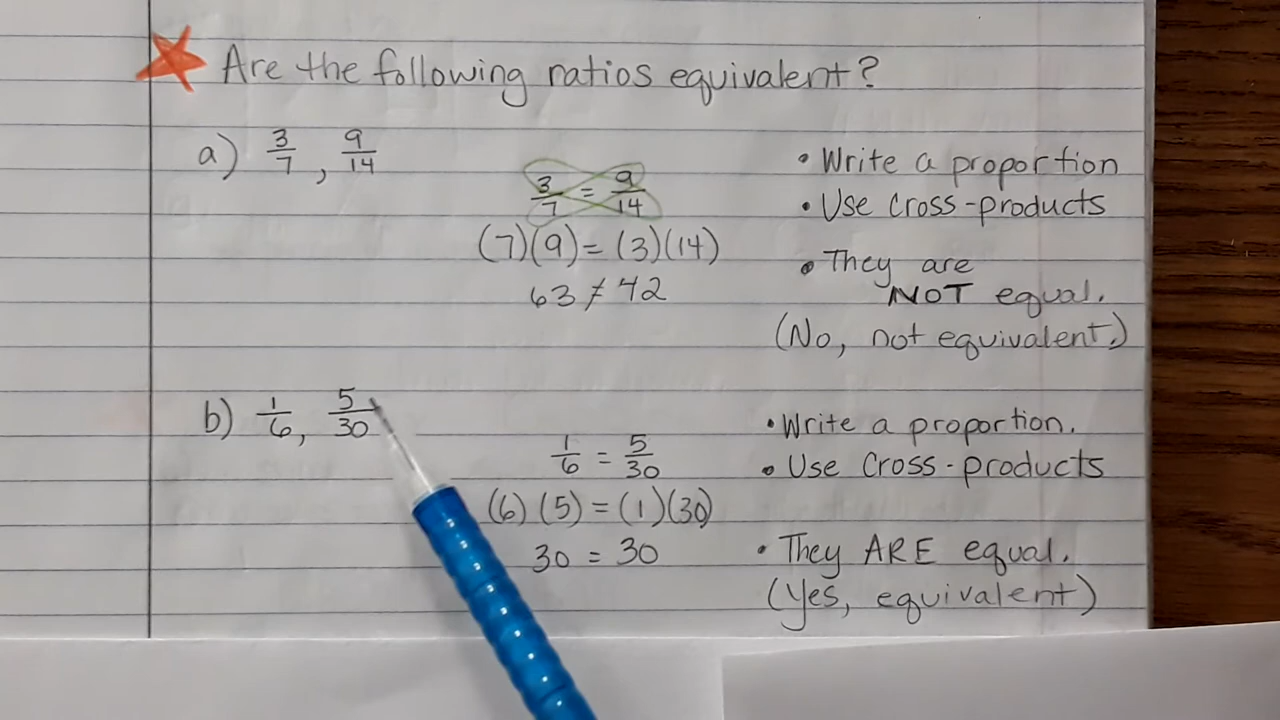 Are the following ratios equivalent?
a) 3/7, 9/14
3/7 = 9/14
(7)(9) = (3)(14)
63 ≠ 42
• Write a proportion
• Use cross-products
• They are
NOT equal.
(No, not equivalent.)
b) 1/6, 5/30
1/6 = 5/30
(6)(5) = (1)(30)
30 = 30
• Write a proportion.
• Use cross-products
• They ARE equal.
(Yes, equivalent)